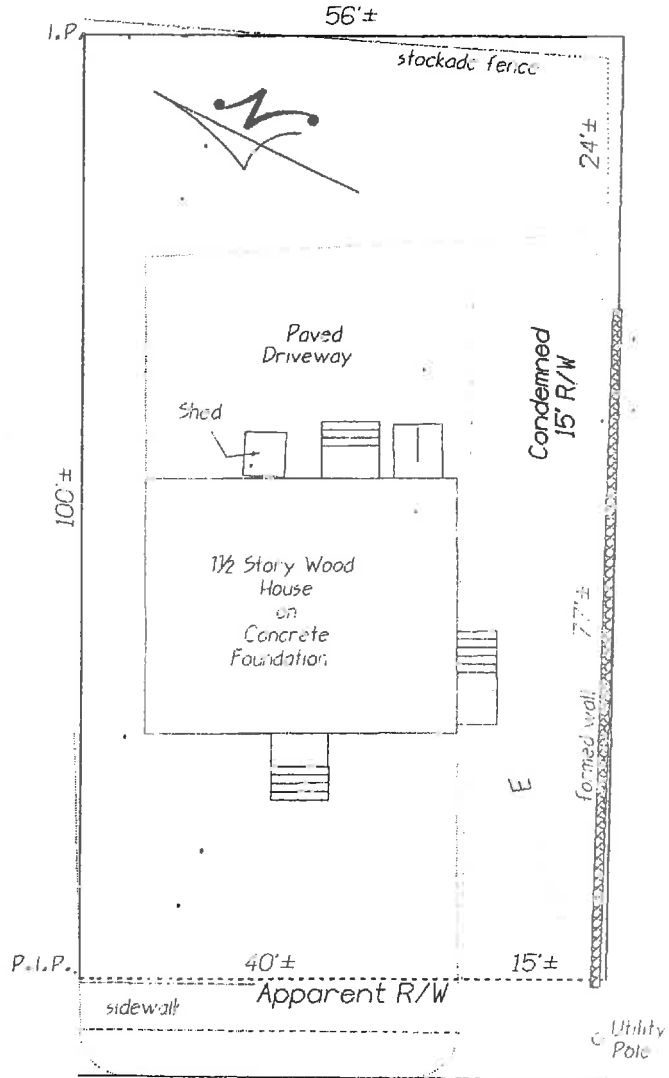 56'±
I.P.
stockade fence
24'±
Paved
Driveway
Condemned
15' R/W
Shed
100'±
1½ Story Wood
House
on
Concrete
Foundation
77'±
formed wall
E
P.I.P.
40'±
15'±
Apparent R/W
sidewalk
Utility
Pole